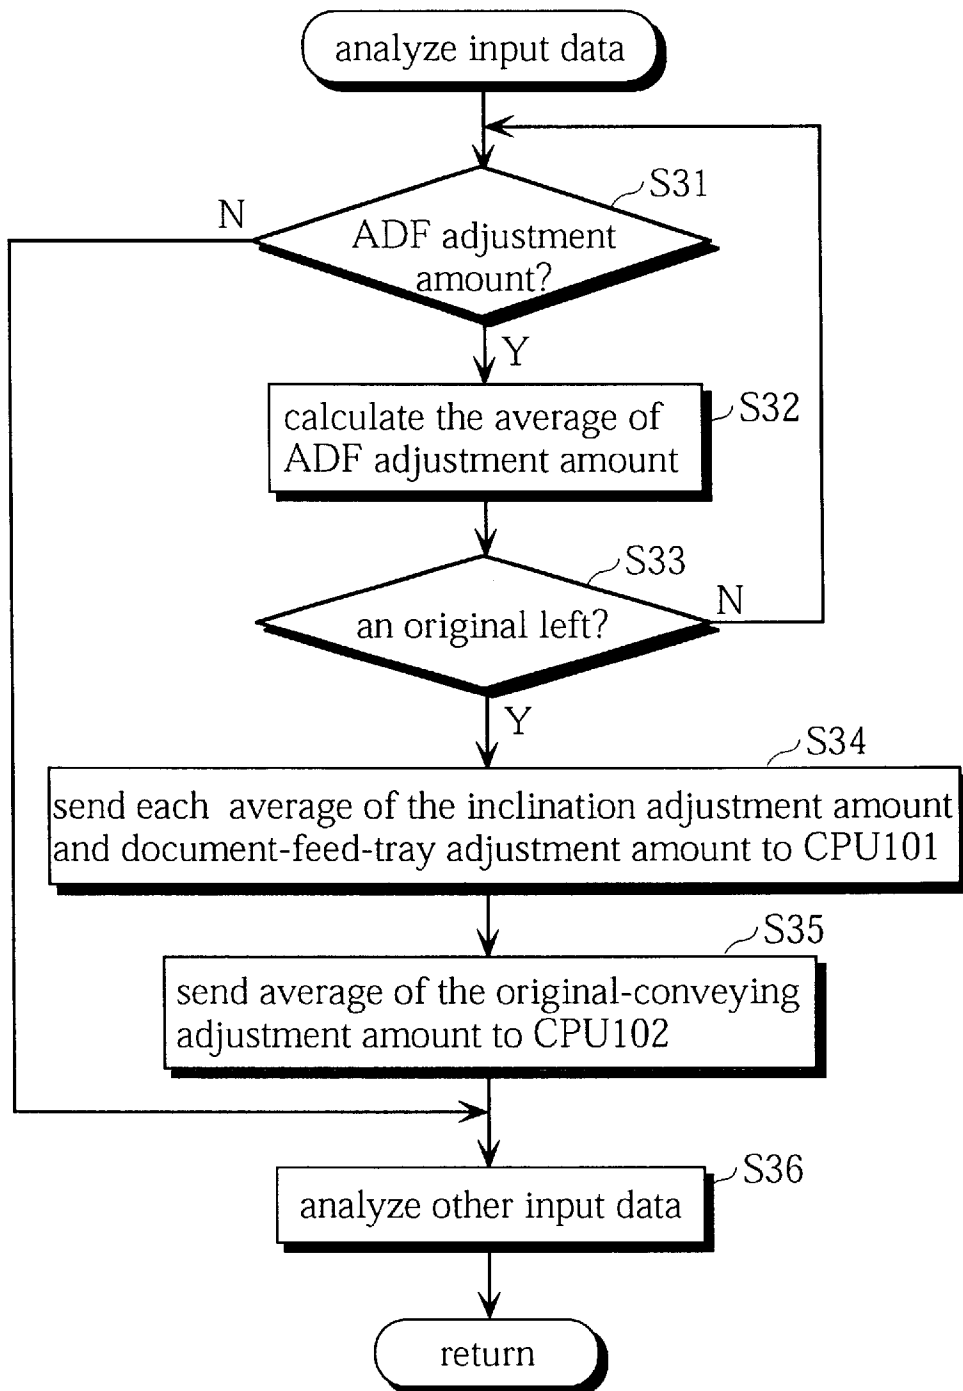 analyze input data
S31
N
ADF adjustment
amount?
Y
S32
calculate the average of
ADF adjustment amount
S33
N
an original left?
Y
S34
send each average of the inclination adjustment amount
and document-feed-tray adjustment amount to CPU101
S35
send average of the original-conveying
adjustment amount to CPU102
S36
analyze other input data
return